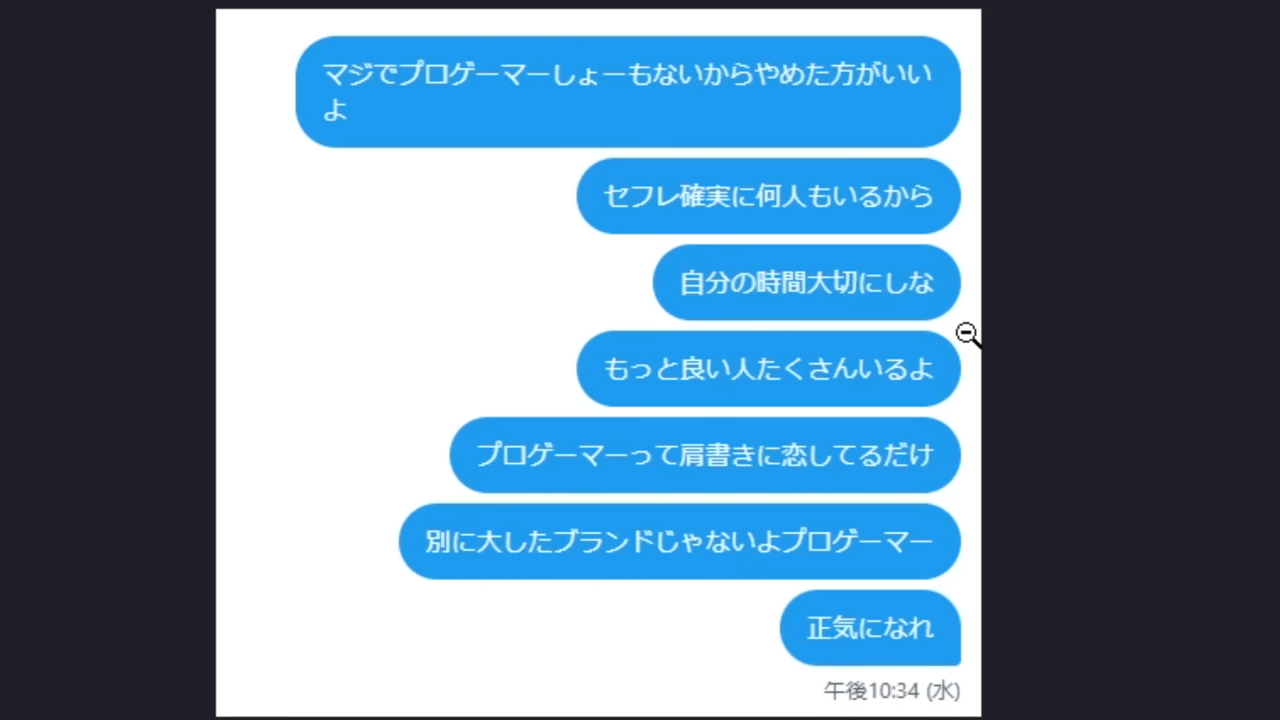 マジでプロゲーマーしょーもないからやめた方がいい
よ
セフレ確実に何人もいるから
自分の時間大切にしな
もっと良い人たくさんいるよ
プロゲーマーって肩書きに恋してるだけ
別に大したブランドじゃないよプロゲーマー
正気になれ
午後10:34 (水)